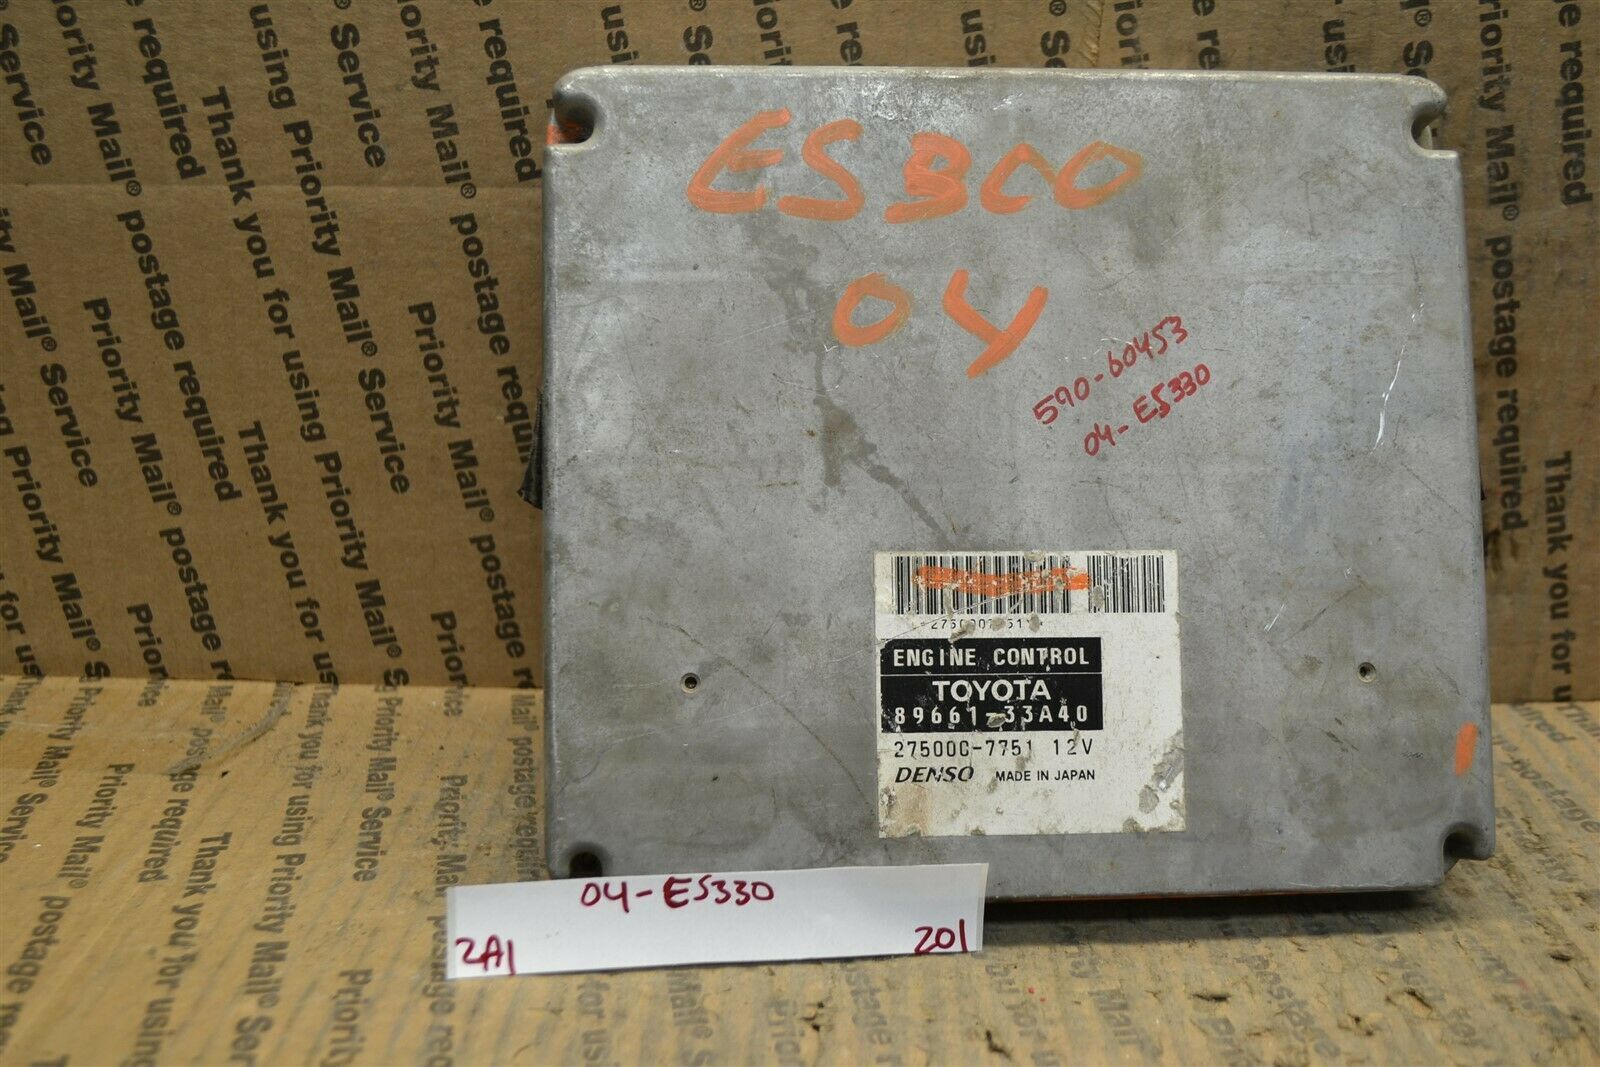 ES300
04
590-60453
04-ES330
ENGINE CONTROL
TOYOTA
89661-33A40
275000-7751 12V
DENSO MADE IN JAPAN
04-ES330
2A1
201
Thank you for using Priority Mail® Service
Priority Mail® postage required